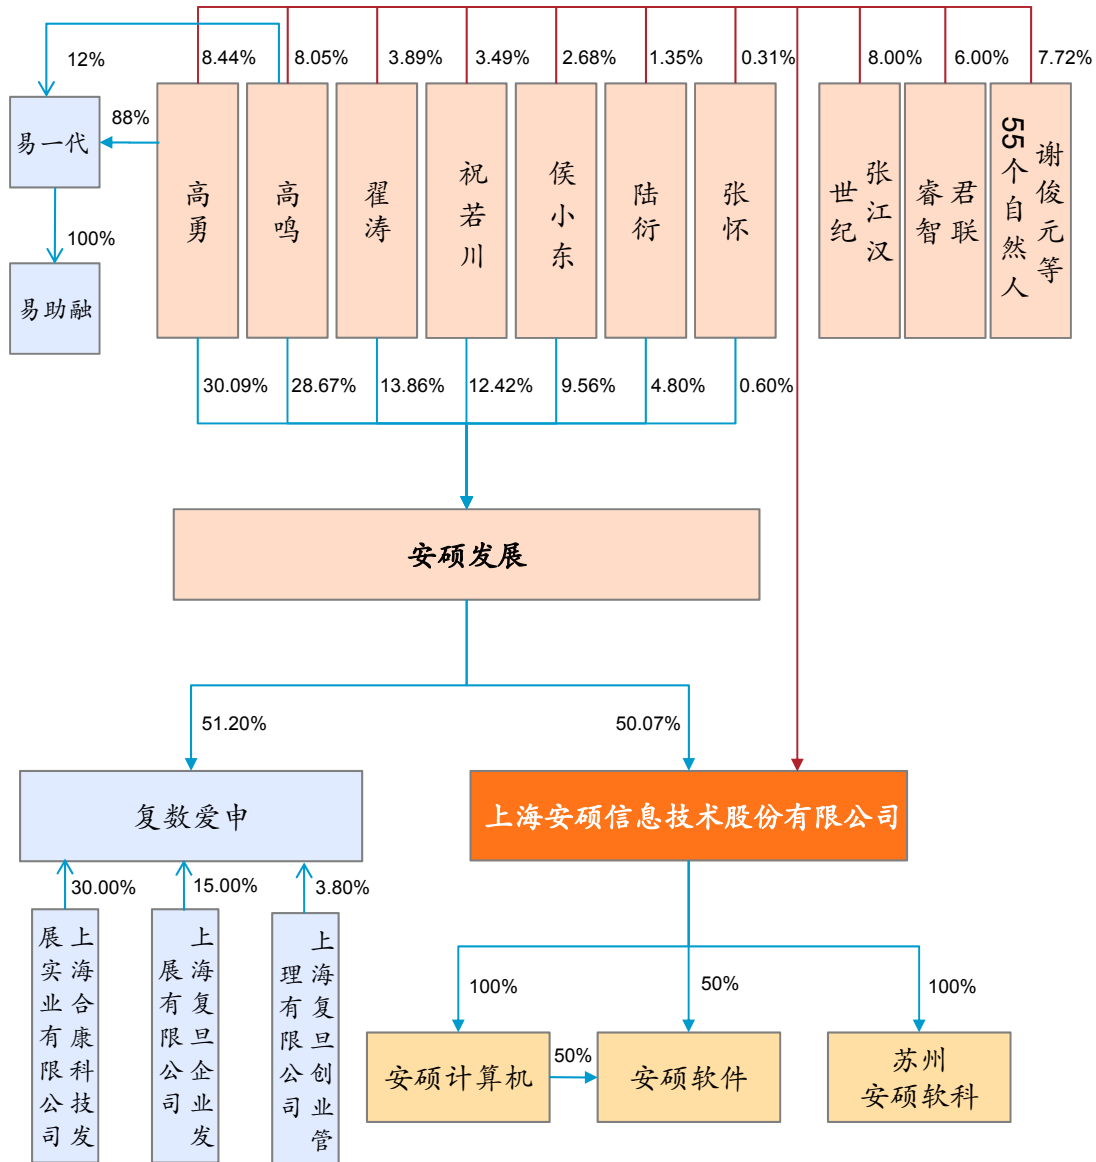 12%
8.44%
8.05%
3.89%
3.49%
2.68%
1.35%
0.31%
8.00%
6.00%
7.72%
易一代
88%
高勇
高鸣
翟涛
祝若川
侯小东
陆衍
张怀
张江汉
世纪
君联
睿智
谢俊元等
55个自然人
100%
易助融
30.09%
28.67%
13.86%
12.42%
9.56%
4.80%
0.60%
安硕发展
51.20%
50.07%
复数爱申
上海安硕信息技术股份有限公司
30.00%
15.00%
3.80%
上海合康科技发
展实业有限公司
上海复旦企业发
展有限公司
上海复旦创业管
理有限公司
100%
50%
100%
安硕计算机
50%
安硕软件
苏州
安硕软科